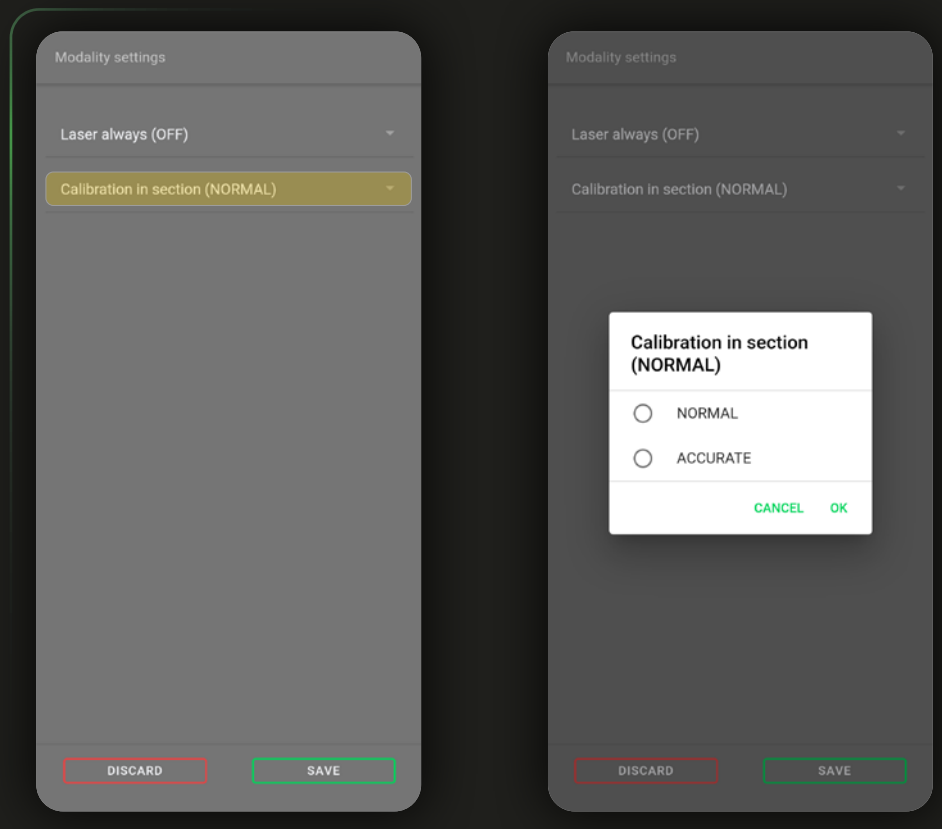 Modality settings
Laser always (OFF)
Calibration in section (NORMAL)
DISCARD
SAVE
Modality settings
Laser always (OFF)
Calibration in section (NORMAL)
Calibration in section
(NORMAL)
NORMAL
ACCURATE
CANCEL
OK
DISCARD
SAVE